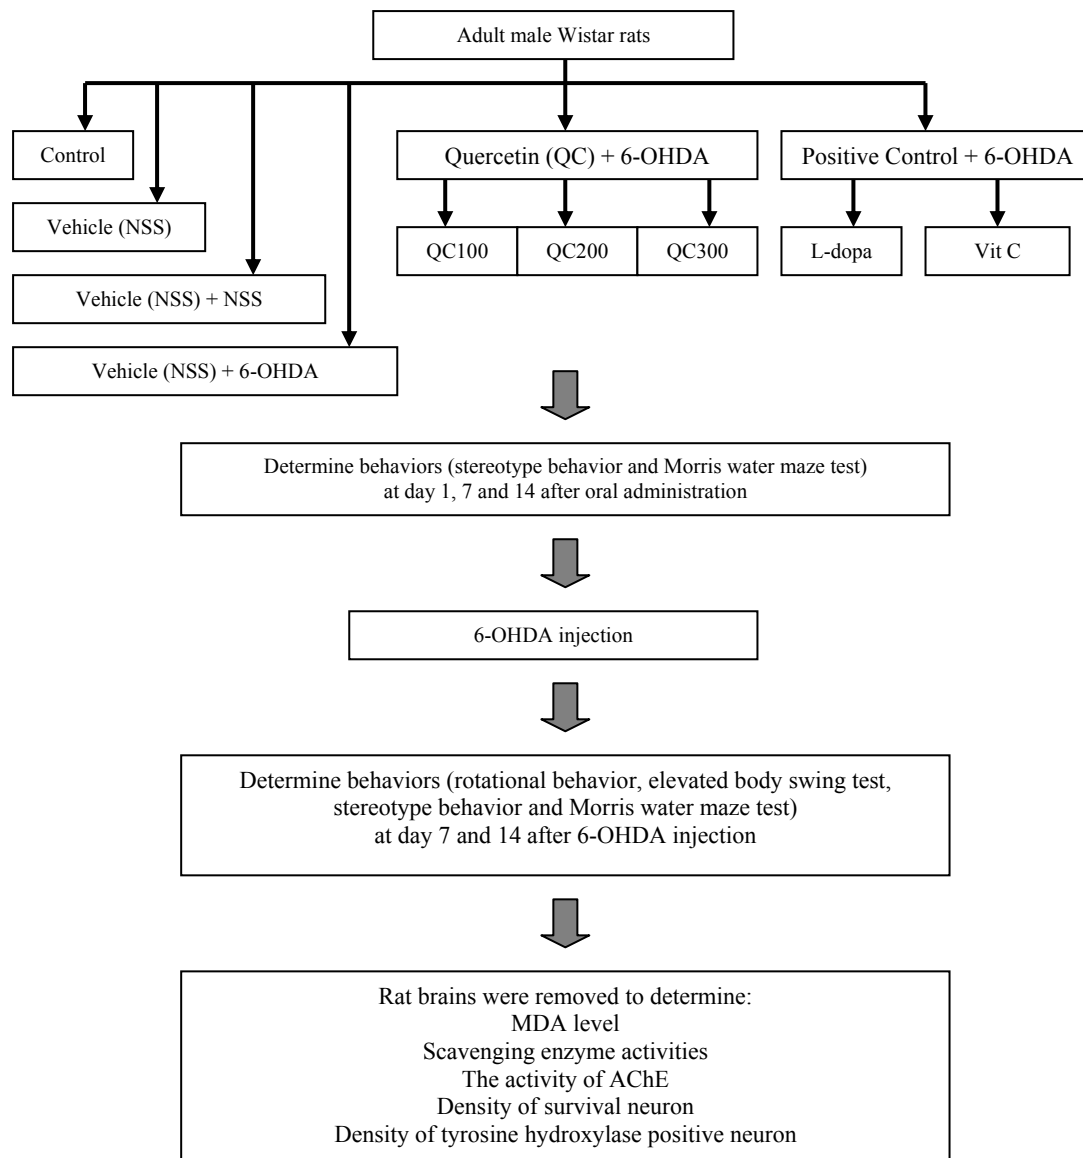 Adult male Wistar rats
Control
Vehicle (NSS)
Vehicle (NSS) + NSS
Vehicle (NSS) + 6-OHDA
Quercetin (QC) + 6-OHDA
QC100
QC200
QC300
Positive Control + 6-OHDA
L-dopa
Vit C
Determine behaviors (stereotype behavior and Morris water maze test)
at day 1, 7 and 14 after oral administration
6-OHDA injection
Determine behaviors (rotational behavior, elevated body swing test,
stereotype behavior and Morris water maze test)
at day 7 and 14 after 6-OHDA injection
Rat brains were removed to determine:
MDA level
Scavenging enzyme activities
The activity of AChE
Density of survival neuron
Density of tyrosine hydroxylase positive neuron